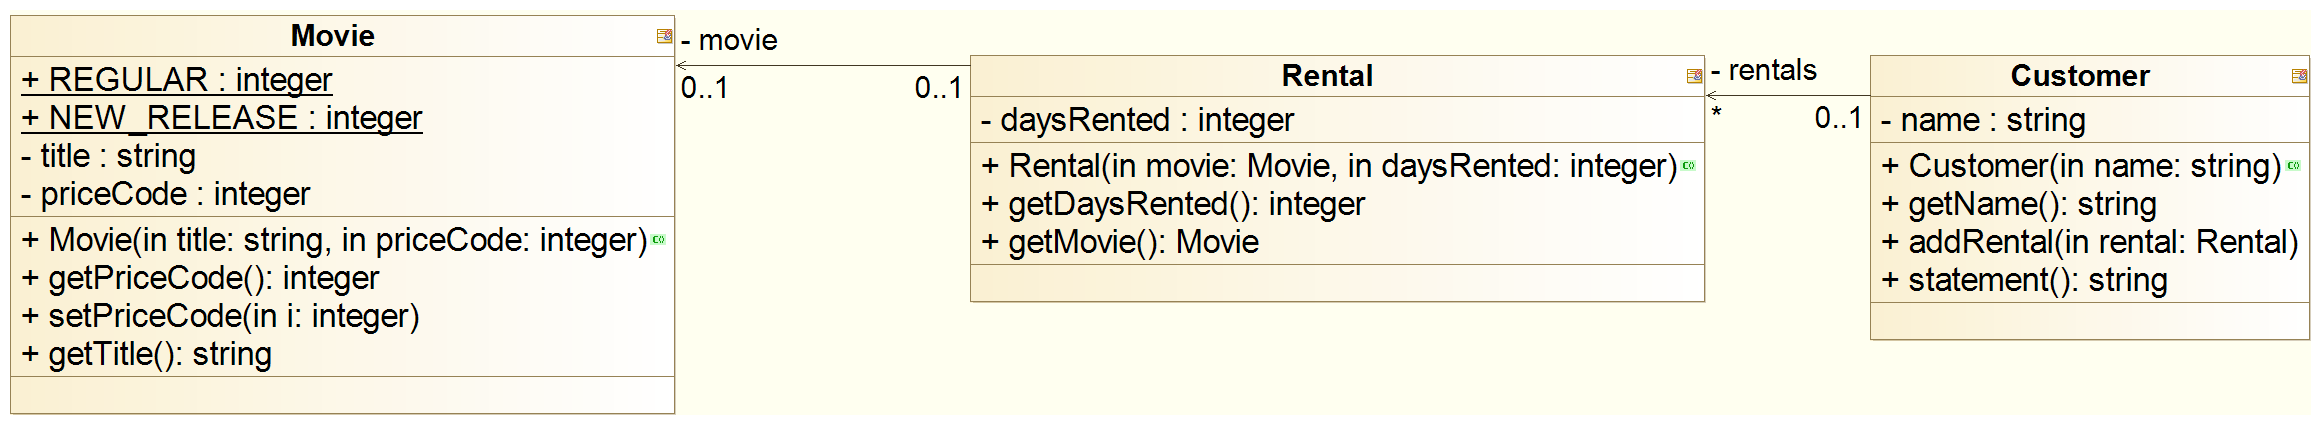 Movie
+ REGULAR : integer
+ NEW_RELEASE : integer
- title : string
- priceCode : integer
+ Movie(in title: string, in priceCode: integer)
+ getPriceCode(): integer
+ setPriceCode(in i: integer)
+ getTitle(): string
- movie
0..1
0..1
Rental
- daysRented : integer
+ Rental(in movie: Movie, in daysRented: integer)
+ getDaysRented(): integer
+ getMovie(): Movie
- rentals
*
0..1
Customer
- name : string
+ Customer(in name: string)
+ getName(): string
+ addRental(in rental: Rental)
+ statement(): string